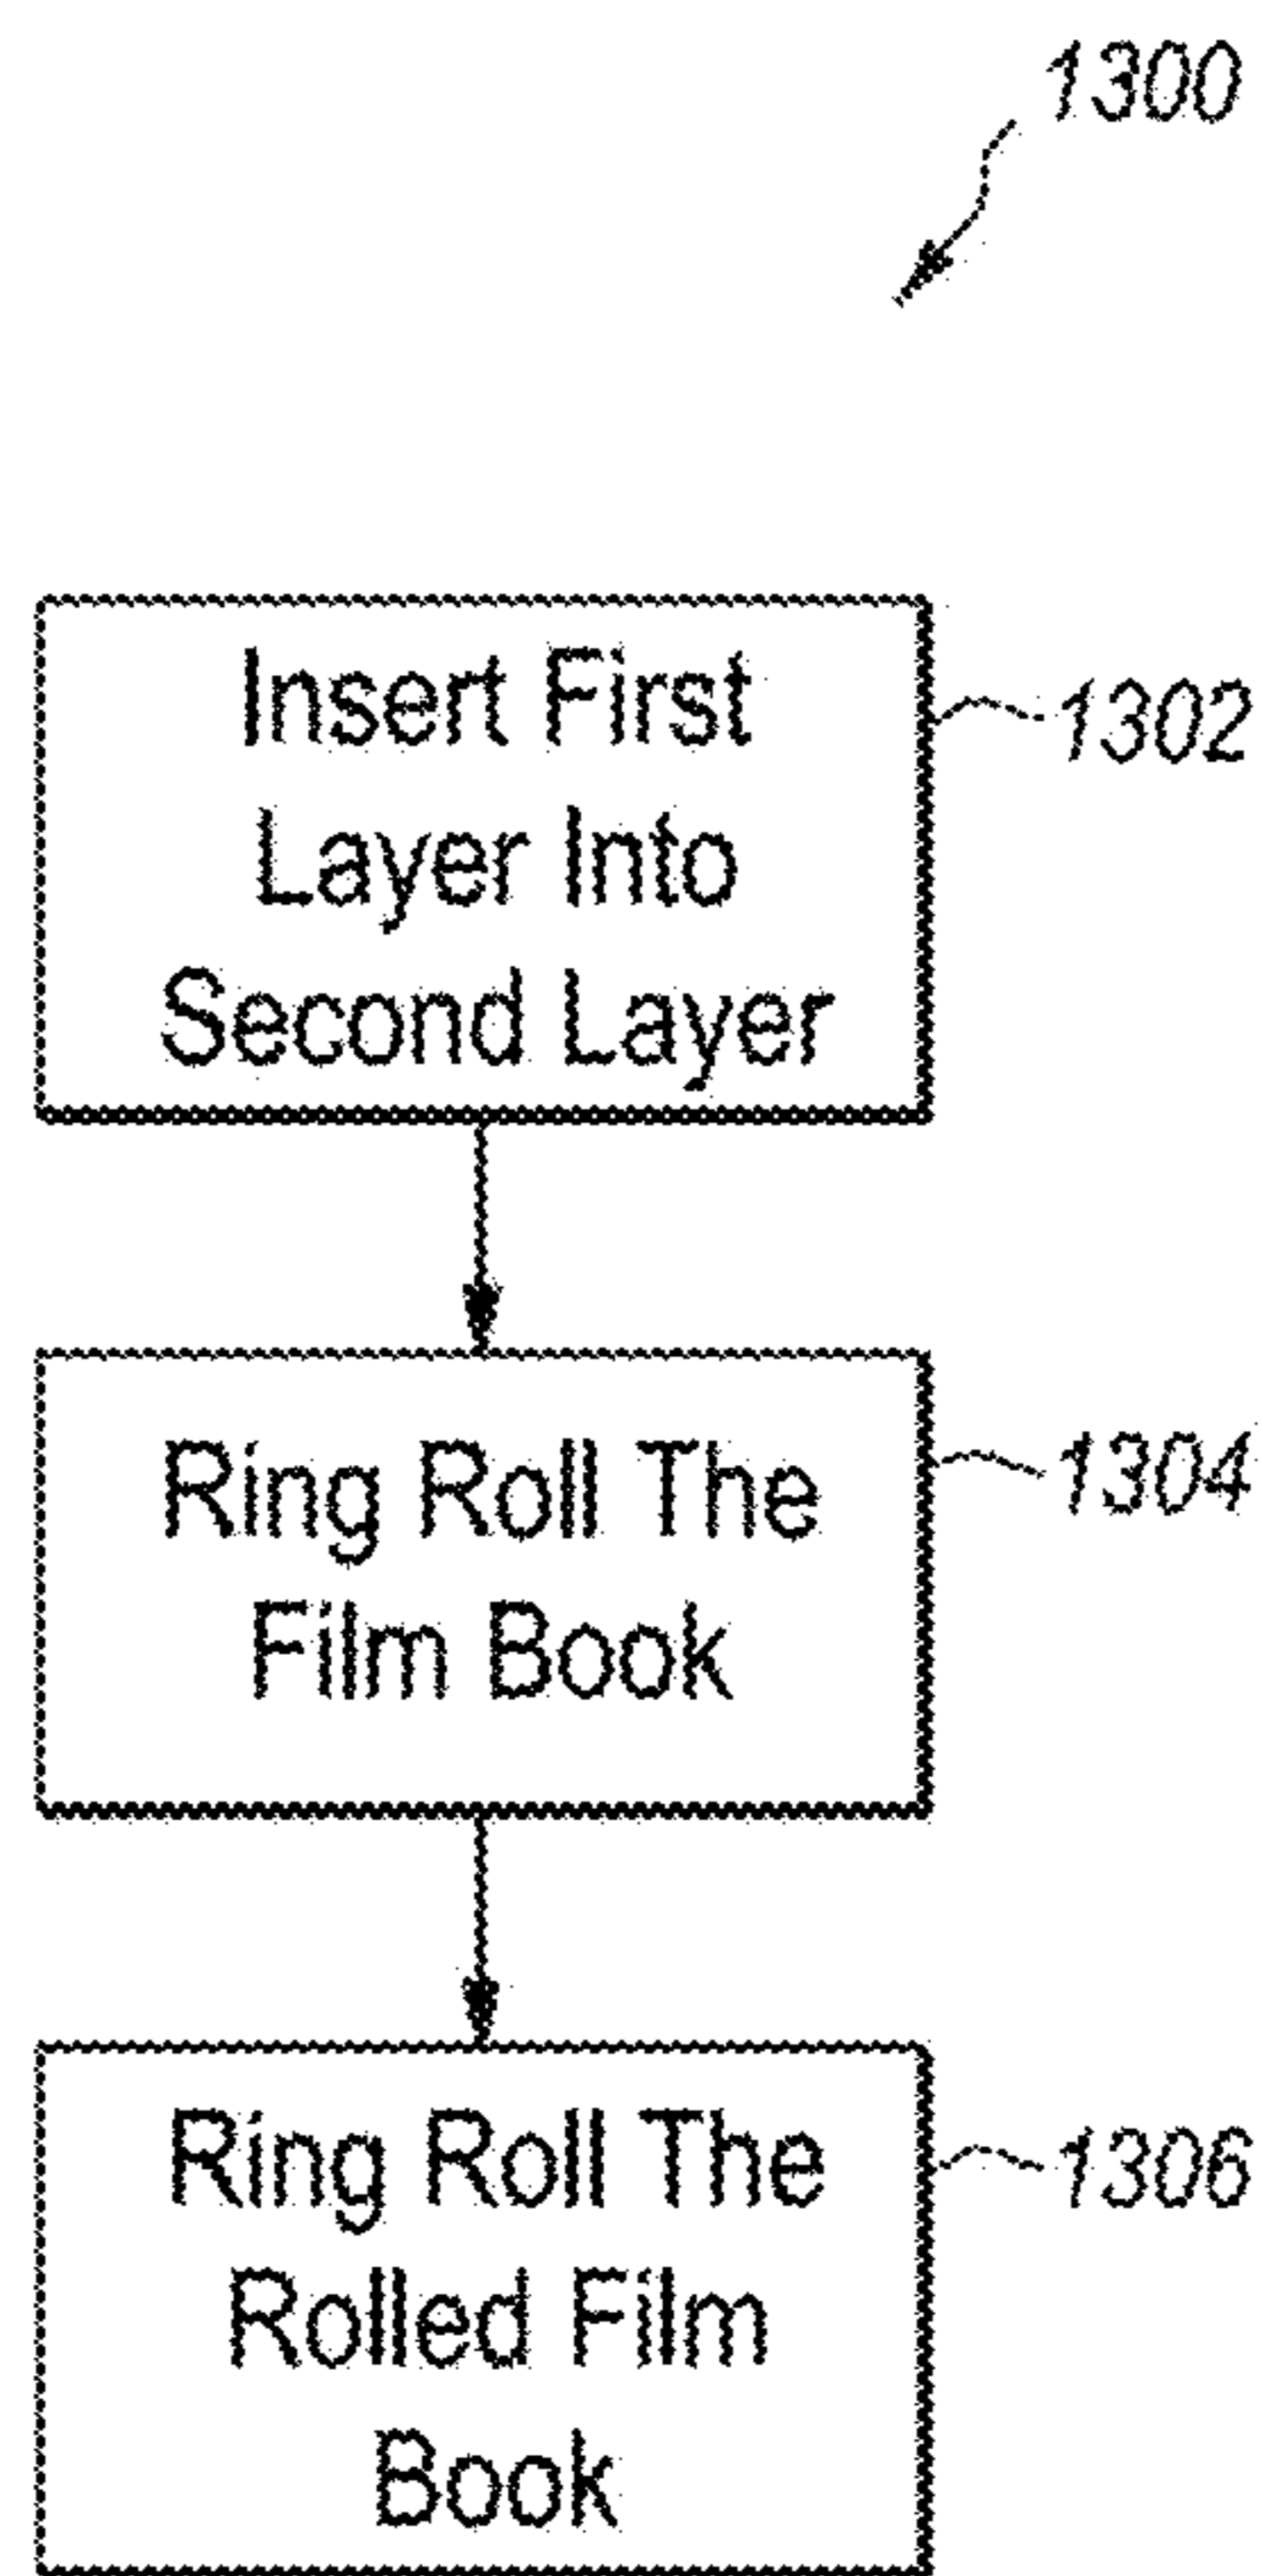 1300
Insert First
Layer Into
Second Layer
1302
Ring Roll The
Film Book
1304
Ring Roll The
Rolled Film
Book
1306